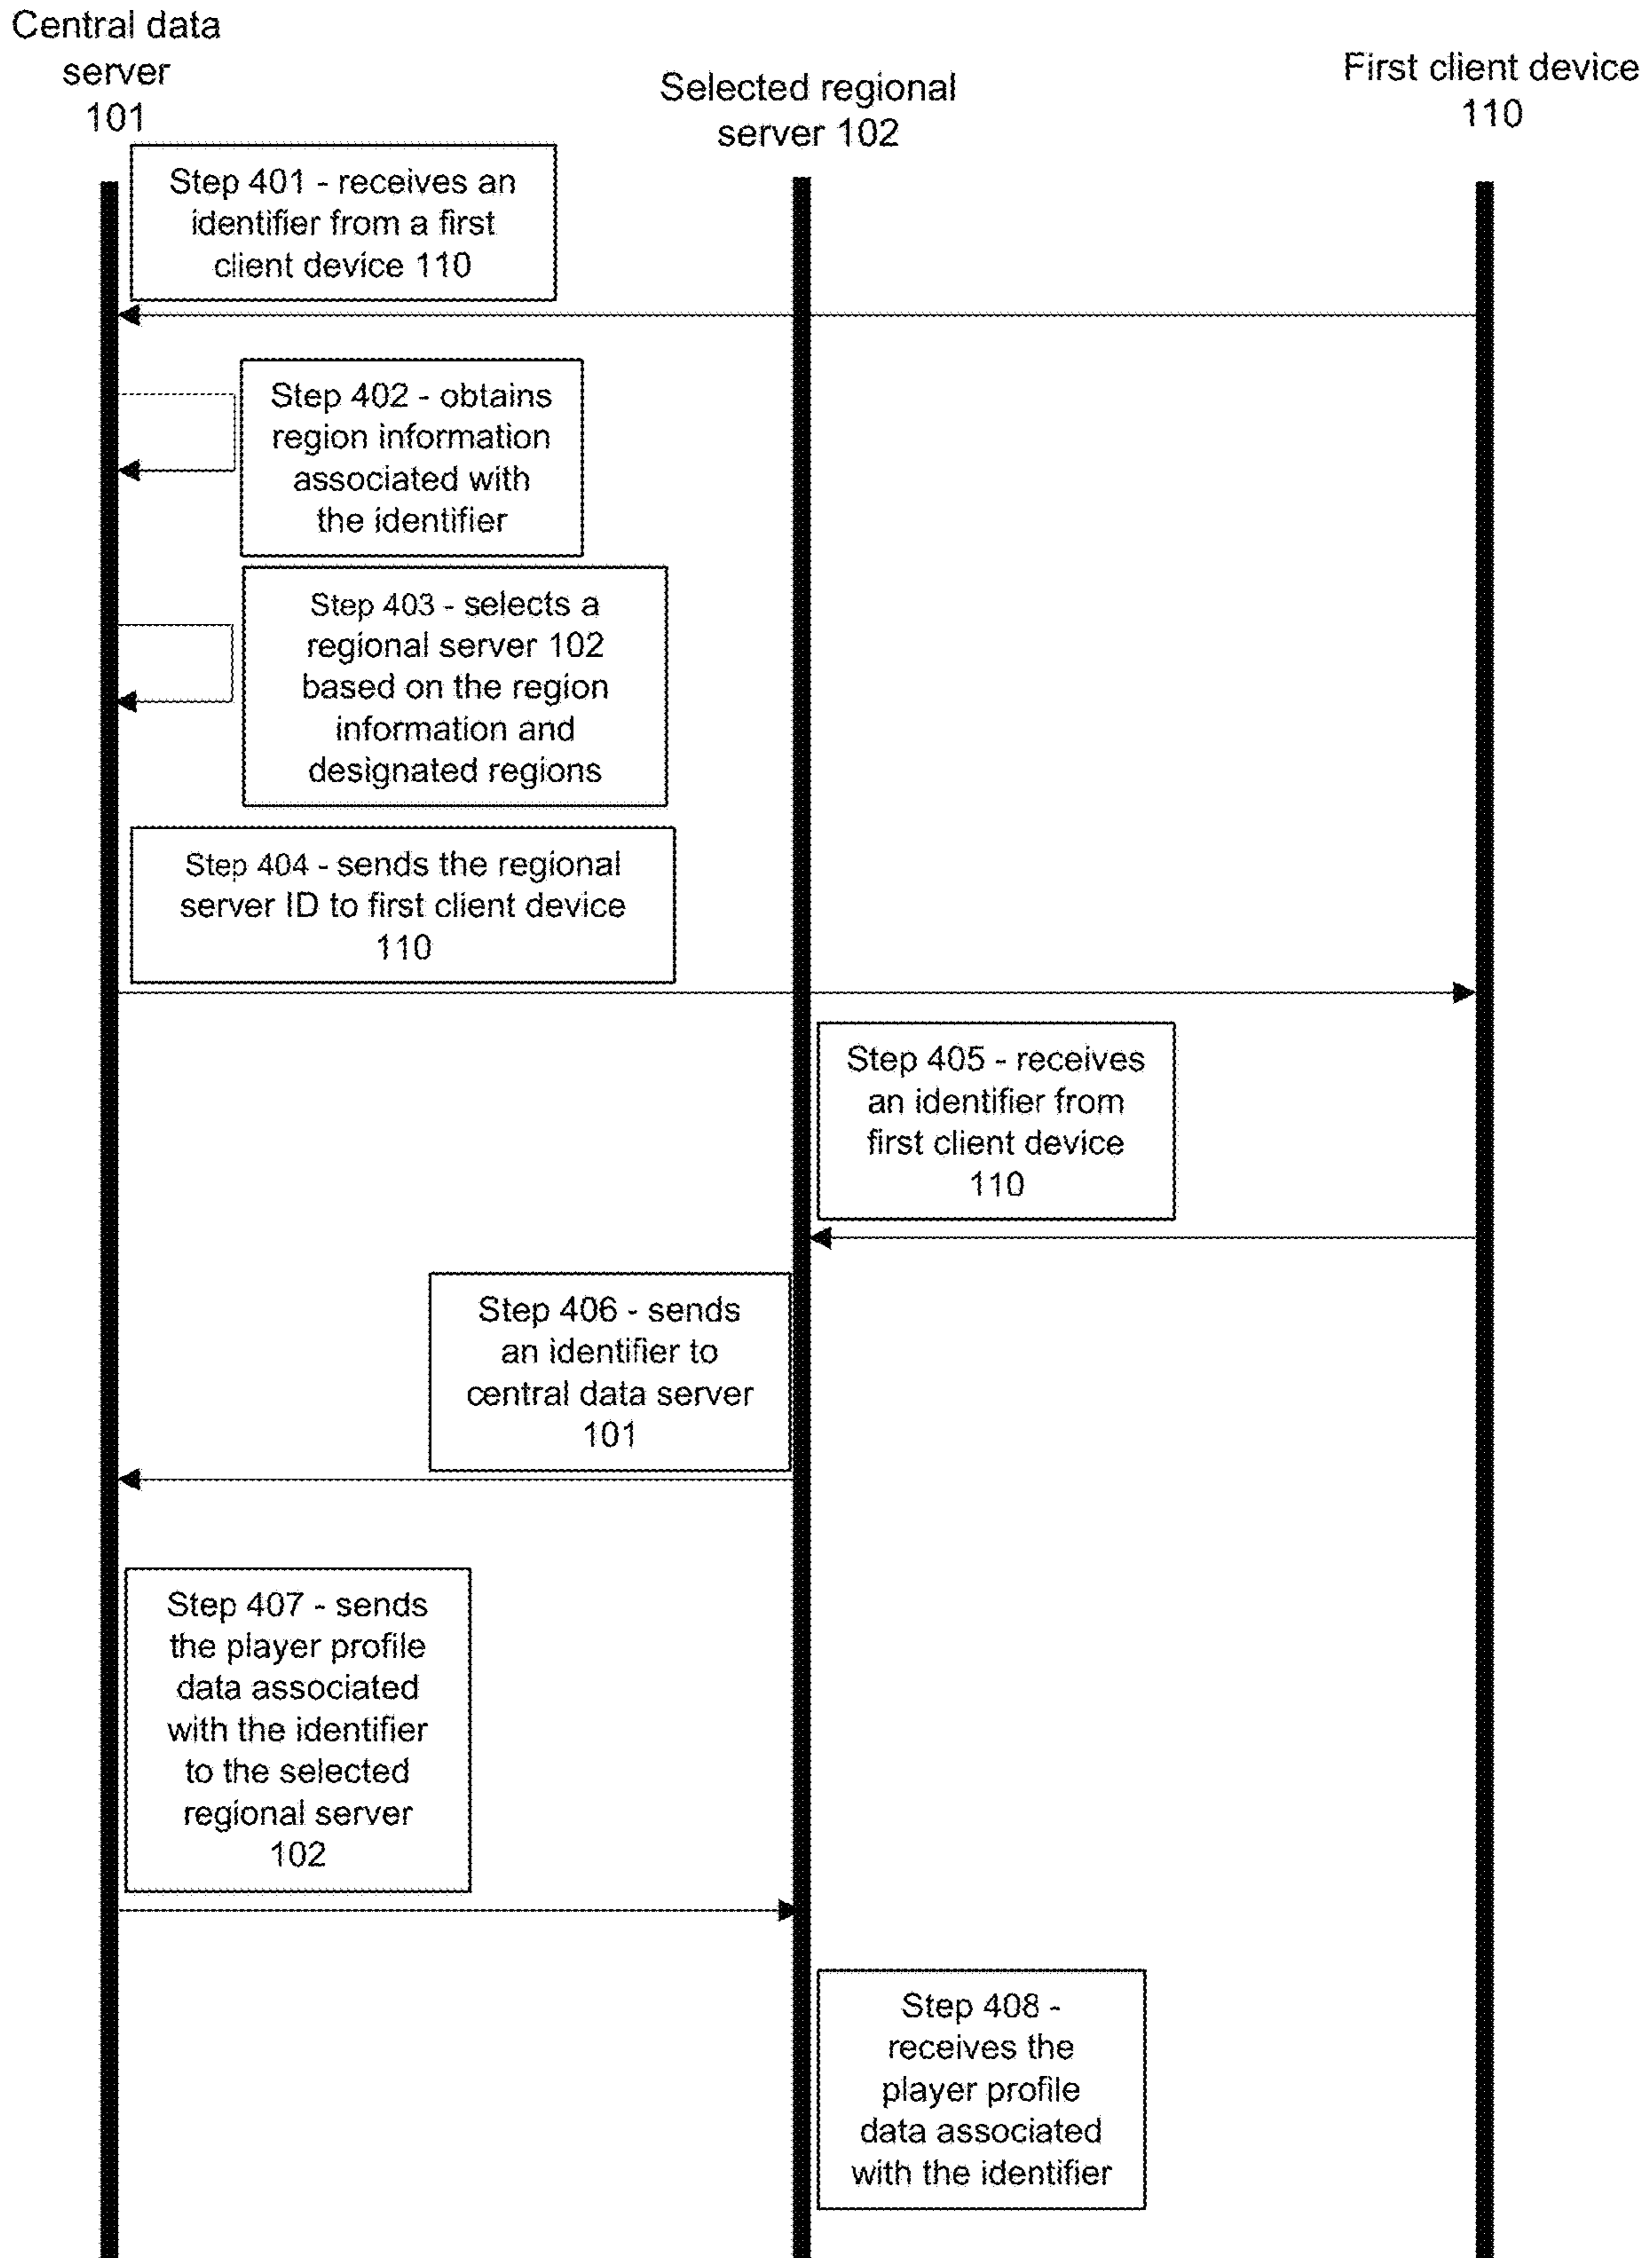 Central data
server
101
Selected regional
server 102
First client device
110
Step 401 - receives an
identifier from a first
client device 110
Step 402 - obtains
region information
associated with
the identifier
Step 403 - selects a
regional server 102
based on the region
information and
designated regions
Step 404 - sends the regional
server ID to first client device
110
Step 405 - receives
an identifier from
first client device
110
Step 406 - sends
an identifier to
central data server
101
Step 407 - sends
the player profile
data associated
with the identifier
to the selected
regional server
102
Step 408 -
receives the
player profile
data associated
with the identifier